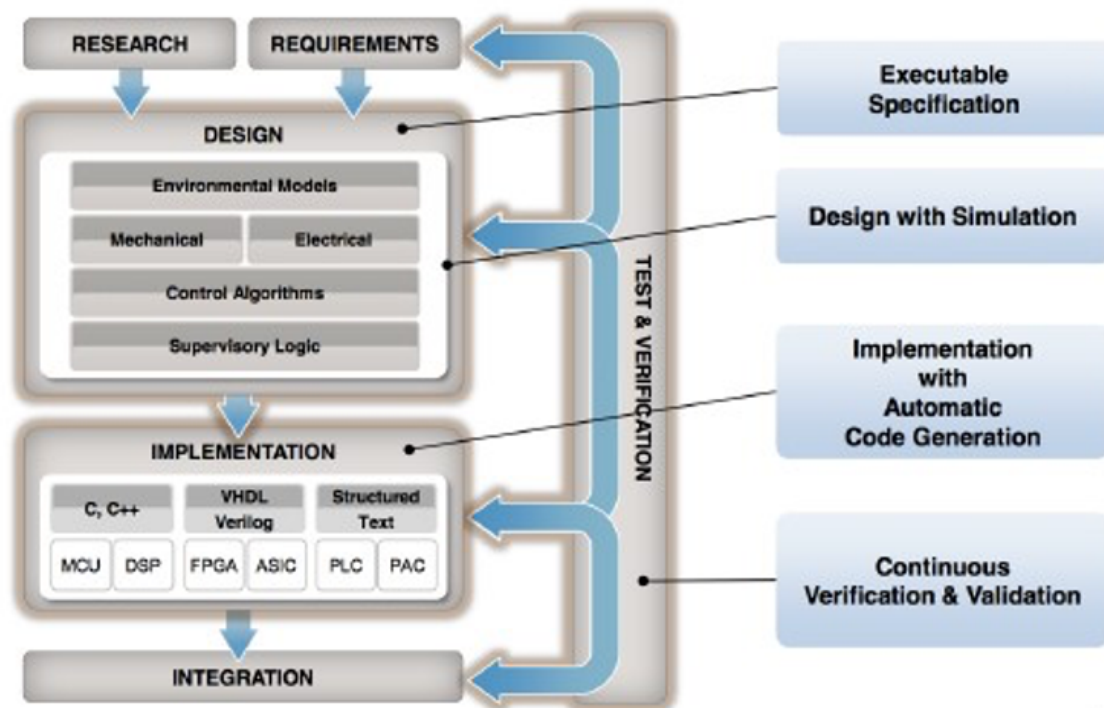 RESEARCH
REQUIREMENTS
DESIGN
Environmental Models
Mechanical
Electrical
Control Algorithms
Supervisory Logic
IMPLEMENTATION
C, C++
VHDL
Verilog
Structured
Text
MCU
DSP
FPGA
ASIC
PLC
PAC
INTEGRATION
TEST & VERIFICATION
Executable
Specification
Design with Simulation
Implementation
with
Automatic
Code Generation
Continuous
Verification & Validation